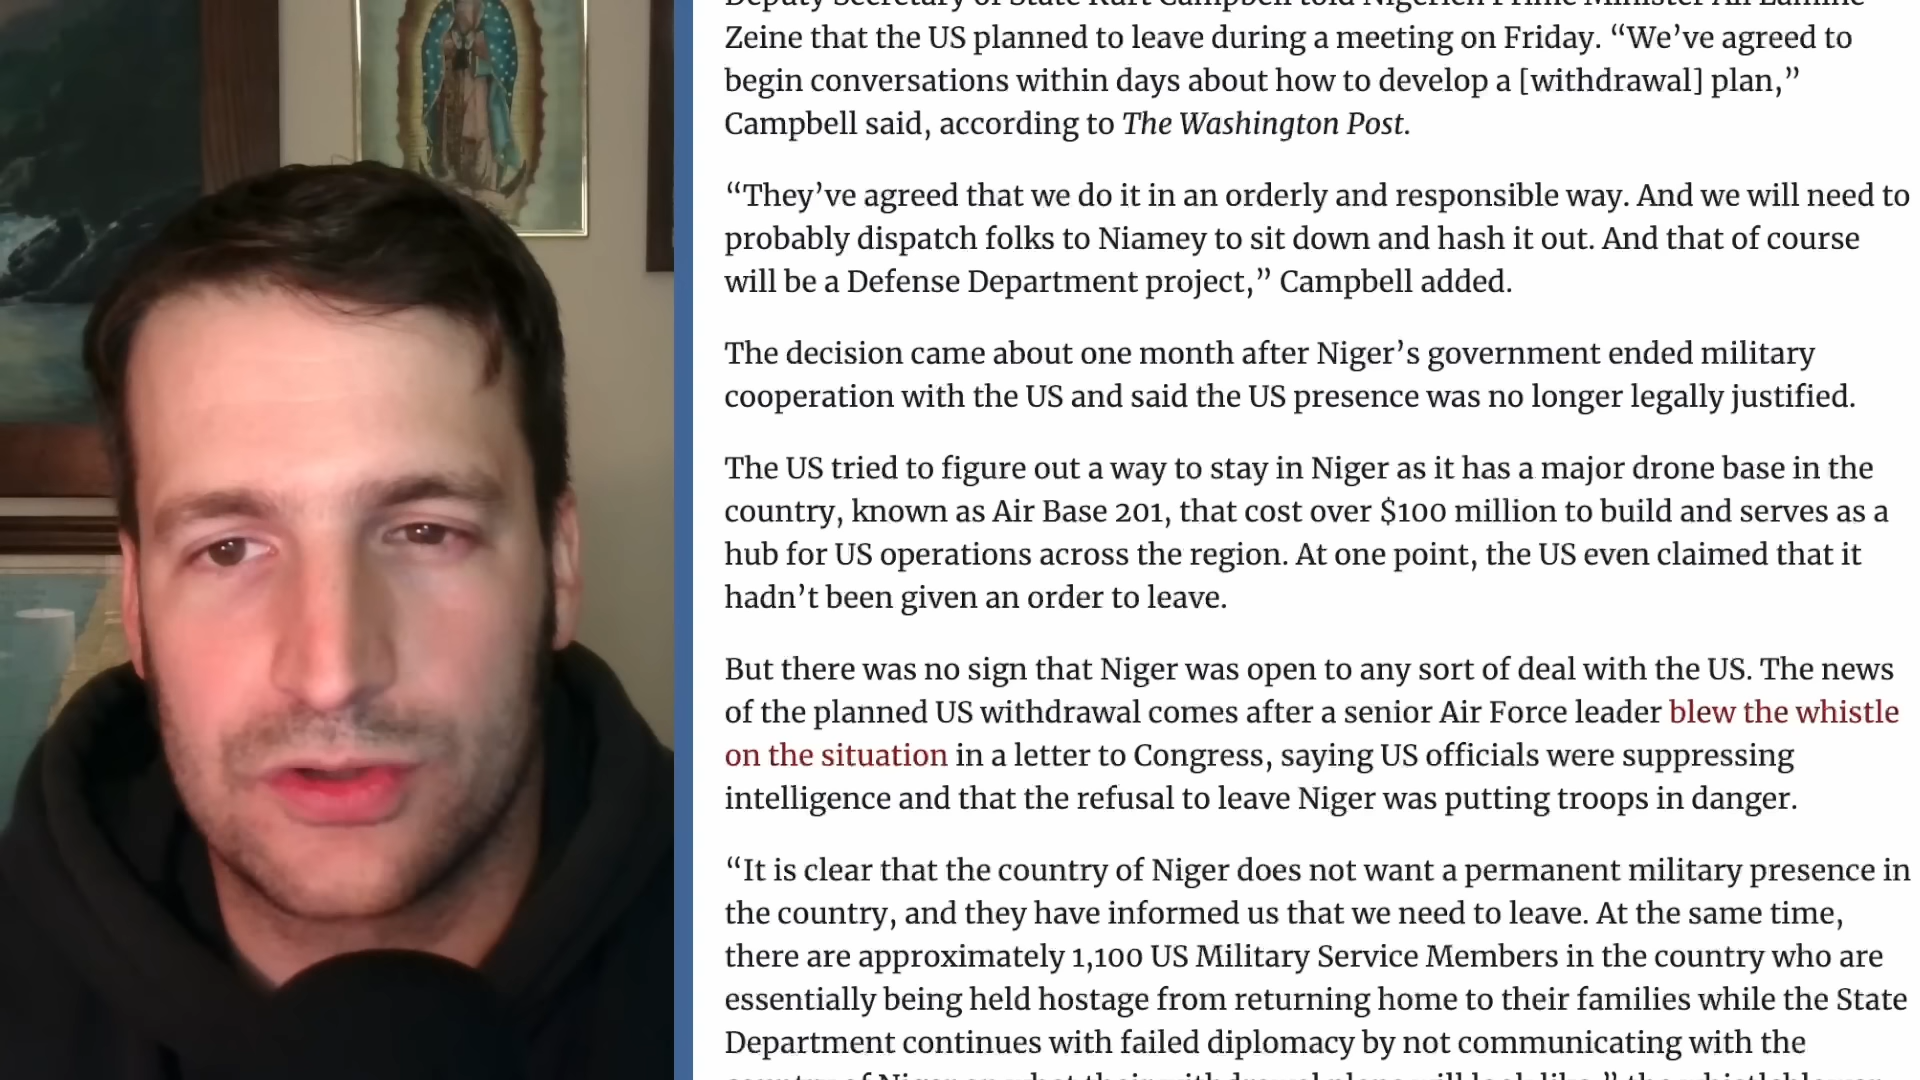 Deputy Secretary of State Kurt Campbell told Nigerien Prime Minister Ali Lamine
Zeine that the US planned to leave during a meeting on Friday. “We’ve agreed to
begin conversations within days about how to develop a [withdrawal] plan,”
Campbell said, according to The Washington Post.
“They’ve agreed that we do it in an orderly and responsible way. And we will need to
probably dispatch folks to Niamey to sit down and hash it out. And that of course
will be a Defense Department project,” Campbell added.
The decision came about one month after Niger’s government ended military
cooperation with the US and said the US presence was no longer legally justified.
The US tried to figure out a way to stay in Niger as it has a major drone base in the
country, known as Air Base 201, that cost over $100 million to build and serves as a
hub for US operations across the region. At one point, the US even claimed that it
hadn’t been given an order to leave.
But there was no sign that Niger was open to any sort of deal with the US. The news
of the planned US withdrawal comes after a senior Air Force leader blew the whistle
on the situation in a letter to Congress, saying US officials were suppressing
intelligence and that the refusal to leave Niger was putting troops in danger.
“It is clear that the country of Niger does not want a permanent military presence in
the country, and they have informed us that we need to leave. At the same time,
there are approximately 1,100 US Military Service Members in the country who are
essentially being held hostage from returning home to their families while the State
Department continues with failed diplomacy by not communicating with the